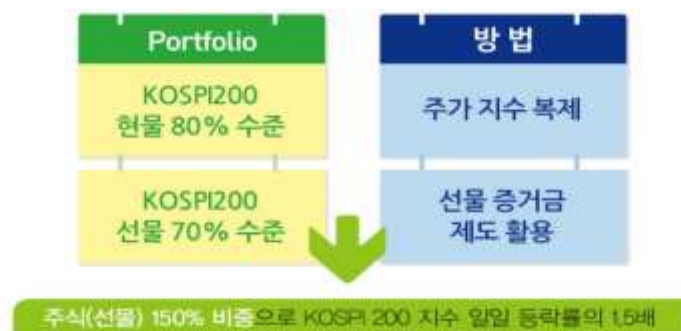 Portfolio
방 법
KOSPI200
현물 80% 수준
주가 지수 복제
KOSPI200
선물 70% 수준
선물 증거금
제도 활용
주식(선물) 150% 비중으로 KOSPI 200 지수 일일 등락률의 1.5배